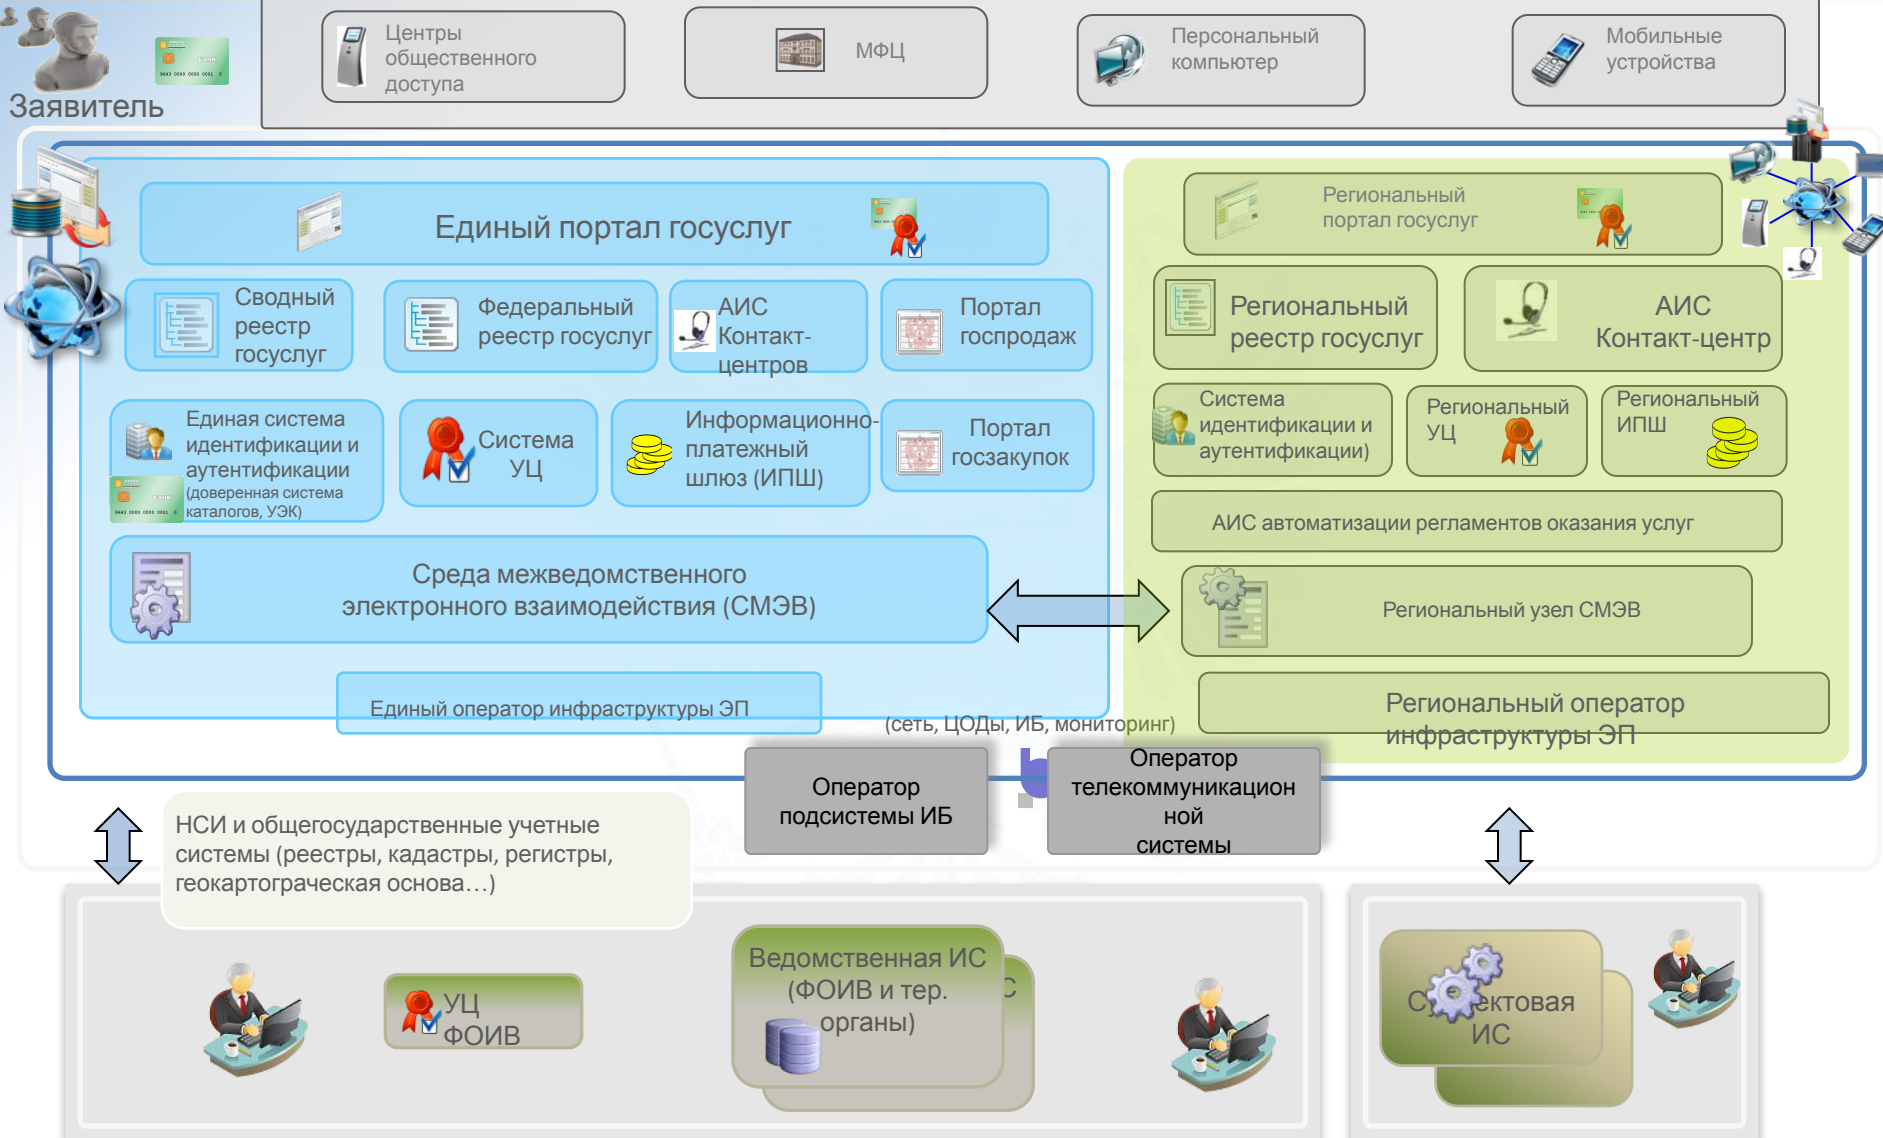 Заявитель
Центры
общественного
доступа
МФЦ
Персональный
компьютер
Мобильные
устройства
Единый портал госуслуг
Сводный
реестр
госуслуг
Федеральный
реестр госуслуг
АИС
Контакт-
центров
Портал
госпродаж
Единая система
идентификации и
аутентификации
(доверенная система
каталогов, УЭК)
Система
УЦ
Информационно-
платежный
шлюз (ИПШ)
Портал
госзакупок
Среда межведомственного
электронного взаимодействия (СМЭВ)
Единый оператор инфраструктуры ЭП
Региональный
портал госуслуг
Региональный
реестр госуслуг
АИС
Контакт-центр
Система
идентификации и
аутентификации)
Региональный
УЦ
Региональный
ИПШ
АИС автоматизации регламентов оказания услуг
Региональный узел СМЭВ
Региональный оператор
инфраструктуры ЭП
(сеть, ЦОДы, ИБ, мониторинг)
Оператор
подсистемы ИБ
Оператор
телекоммуникацион
ной
системы
НСИ и общегосударственные учетные
системы (реестры, кадастры, регистры,
геокартограческая основа…)
УЦ
ФОИВ
Ведомственная ИС
(ФОИВ и тер.
органы)
ИС